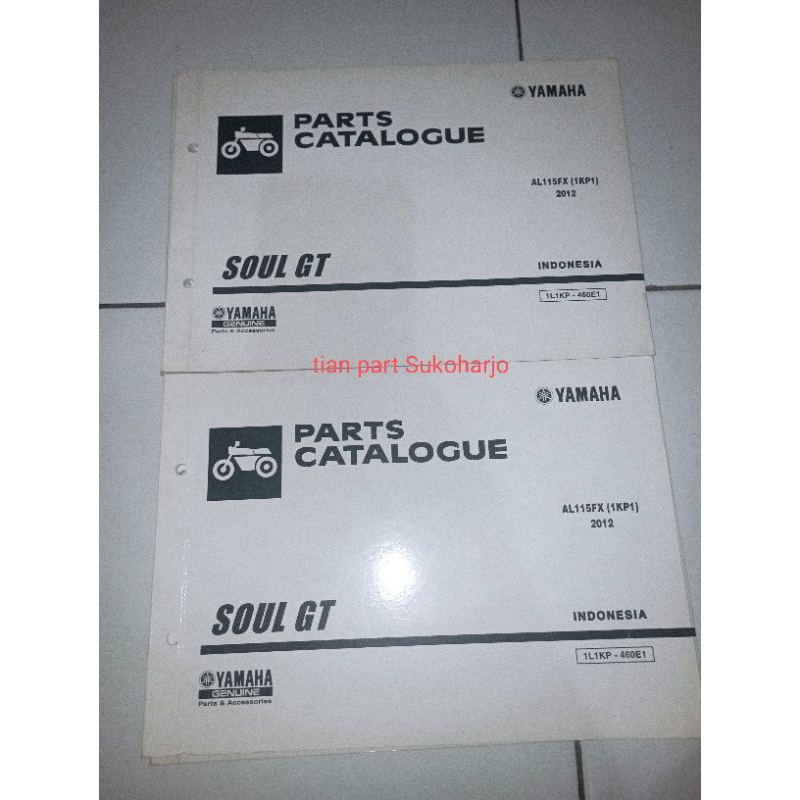 YAMAHA
PARTS
CATALOGUE
AL115FX (1KP1)
2012
SOUL GT
INDONESIA
1L1KP - 460E1
YAMAHA
GENUINE
Parts & Accessories
tian part Sukoharjo
YAMAHA
PARTS
CATALOGUE
AL115FX (1KP1)
2012
SOUL GT
INDONESIA
1L1KP - 460E1
YAMAHA
GENUINE
Parts & Accessories